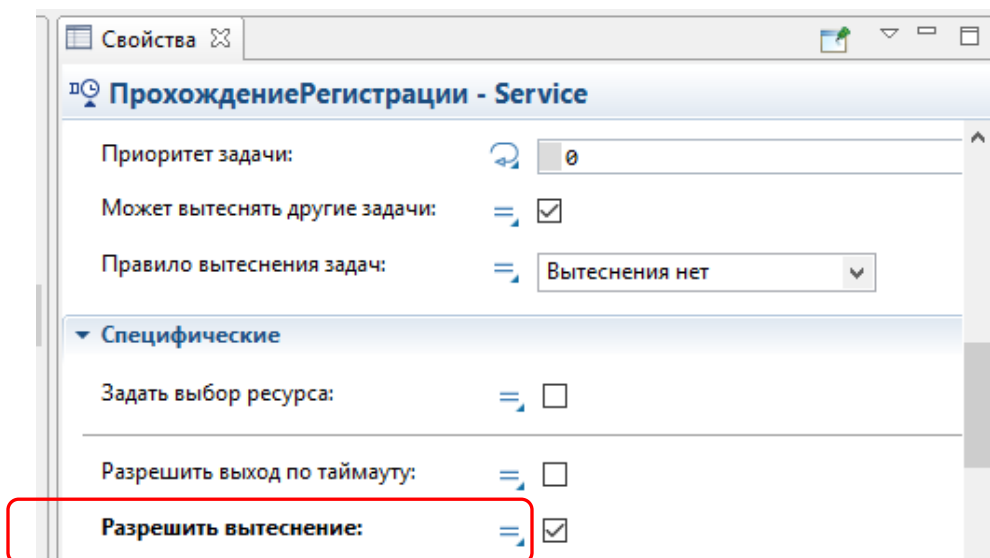 Свойства
ПрохождениеРегистрации - Service
Приоритет задачи: 0
Может вытеснять другие задачи:
Правило вытеснения задач: Вытеснения нет
Специфические
Задать выбор ресурса:
Разрешить выход по таймауту:
Разрешить вытеснение: